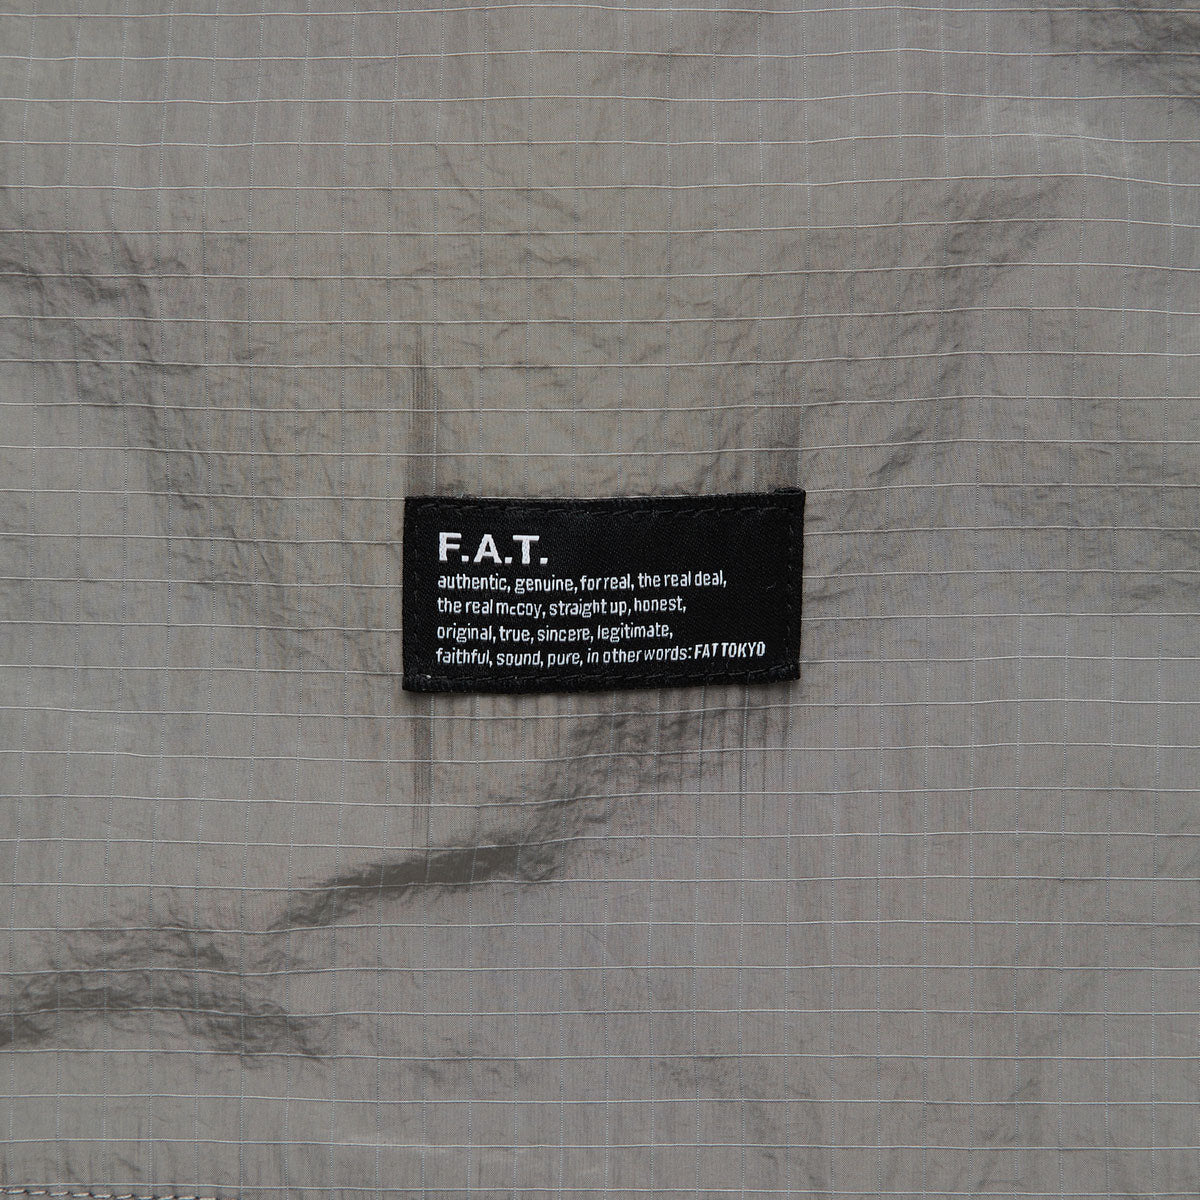 F.A.T.
authentic, genuine, for real, the real deal,
the real mccoy, straight up, honest,
original, true, sincere, legitimate,
faithful, sound, pure, in other words: FAT TOKYO